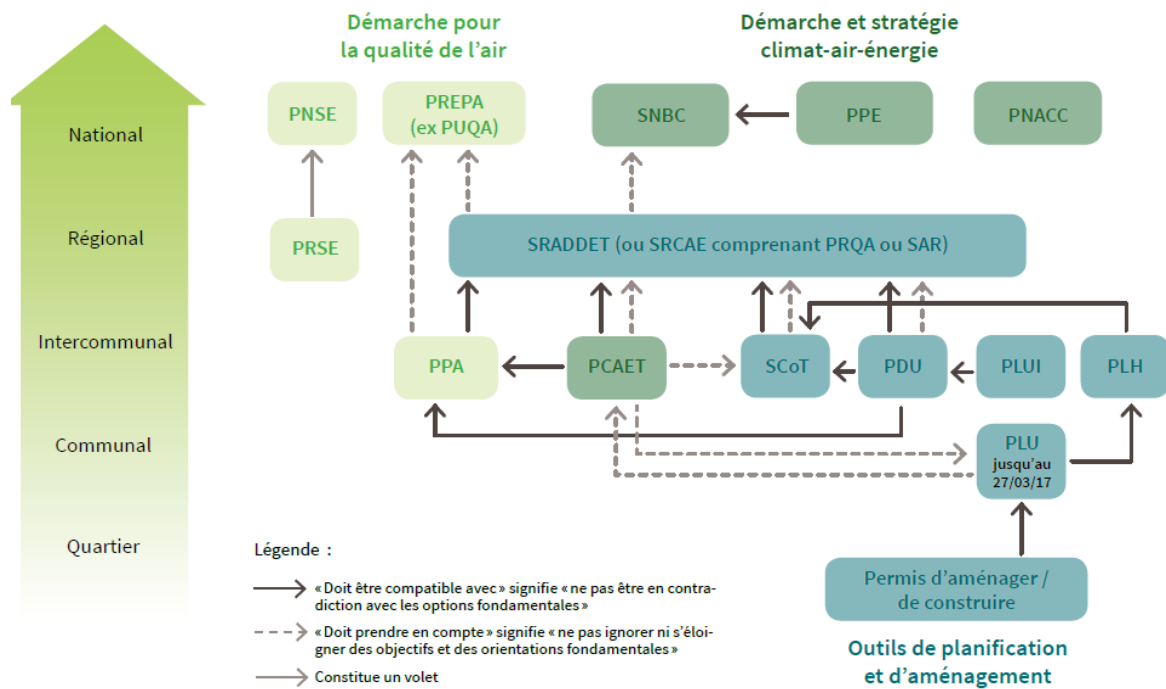 Démarche pour
la qualité de l'air
Démarche et stratégie
climat-air-énergie
National
PNSE
PREPA
(ex PUQA)
SNBC
PPE
PNACC
Régional
PRSE
SRADDET (ou SRCAE comprenant PRQA ou SAR)
Intercommunal
PPA
PCAET
SCoT
PDU
PLUI
PLH
Communal
PLU
jusqu'au
27/03/17
Quartier
Permis d'aménager /
de construire
Outils de planification
et d'aménagement
Légende :
« Doit être compatible avec » signifie « ne pas être en contra-
diction avec les options fondamentales »
« Doit prendre en compte » signifie « ne pas ignorer ni s'éloi-
gner des objectifs et des orientations fondamentales »
Constitue un volet